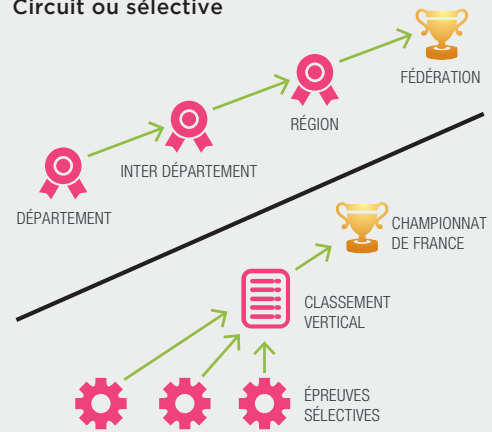 Circuit ou sélective
FÉDÉRATION
RÉGION
INTER DÉPARTEMENT
DÉPARTEMENT
CHAMPIONNAT
DE FRANCE
CLASSEMENT
VERTICAL
ÉPREUVES
SÉLECTIVES